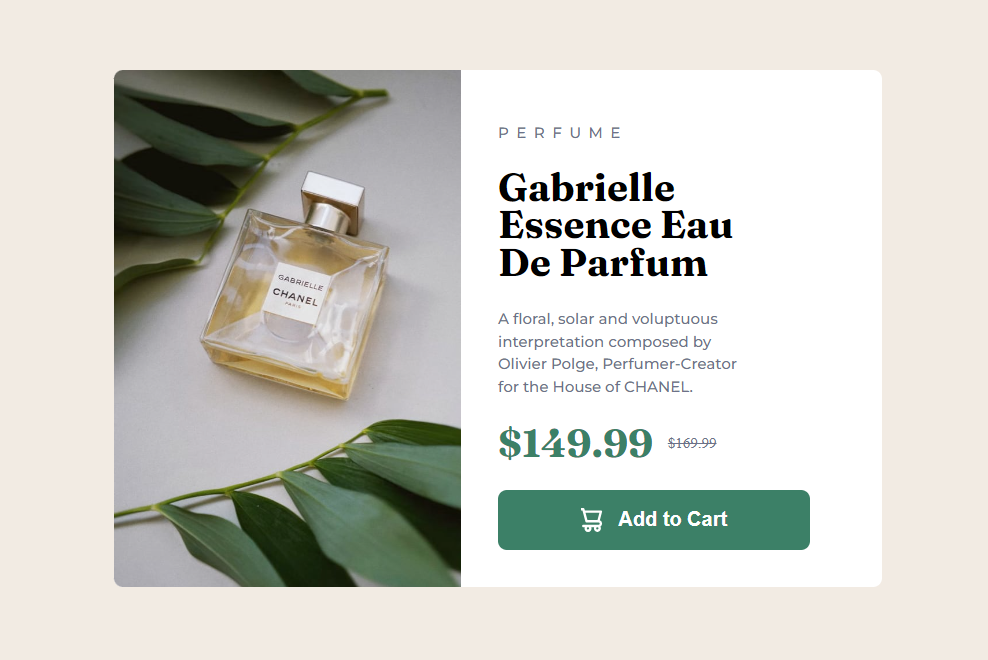 GABRIELLE
CHANEL
PARIS
PERFUME
Gabrielle
Essence Eau
De Parfum
A floral, solar and voluptuous
interpretation composed by
Olivier Polge, Perfumer-Creator
for the House of CHANEL.
$149.99 $169.99
Add to Cart